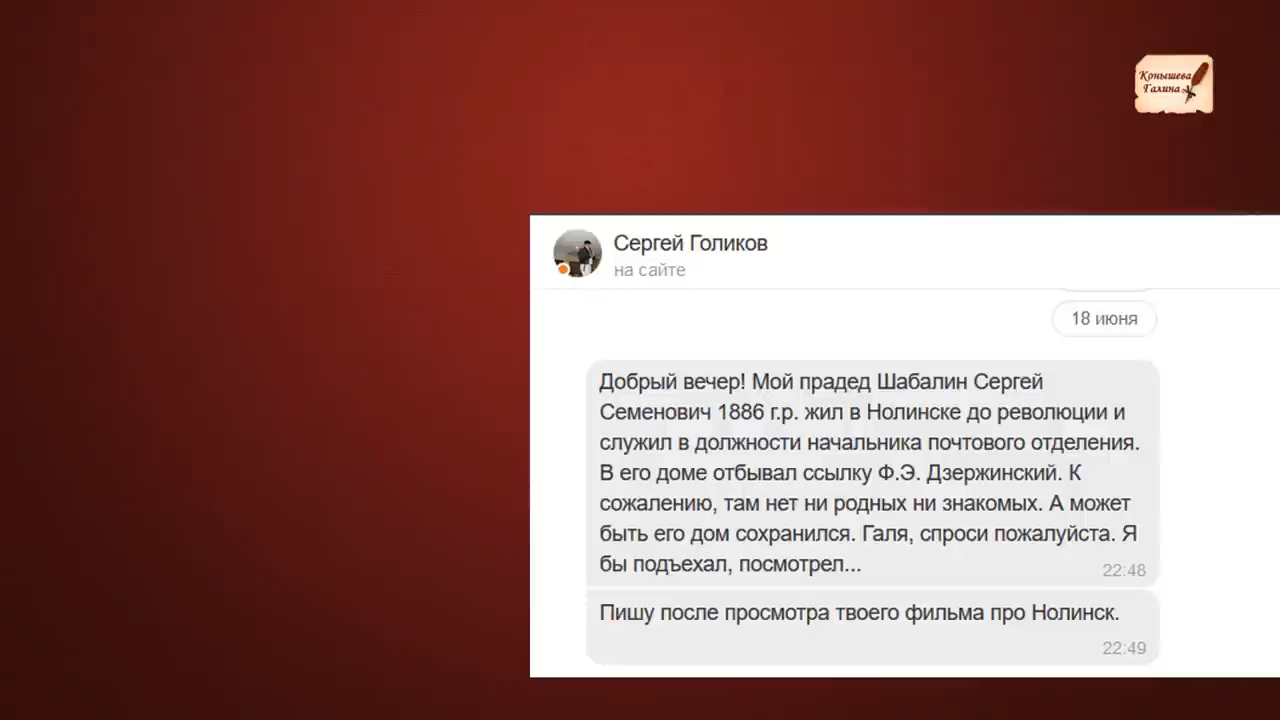 Конышева
Галина
Сергей Голиков
на сайте
18 июня
Добрый вечер! Мой прадед Шабалин Сергей
Семенович 1886 г.р. жил в Нолинске до революции и
служил в должности начальника почтового отделения.
В его доме отбывал ссылку Ф.Э. Дзержинский. К
сожалению, там нет ни родных ни знакомых. А может
быть его дом сохранился. Галя, спроси пожалуйста. Я
бы подъехал, посмотрел...
22:48
Пишу после просмотра твоего фильма про Нолинск.
22:49